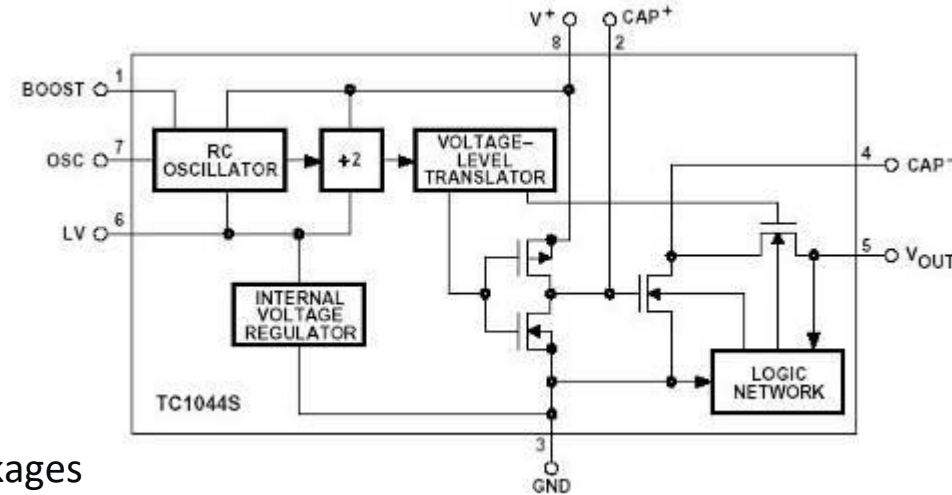 V+ CAP+
8 2
BOOST 1
OSC 7
RC
OSCILLATOR
+2
VOLTAGE–
LEVEL
TRANSLATOR
4 CAP–
LV 6
5 VOUT
INTERNAL
VOLTAGE
REGULATOR
LOGIC
NETWORK
TC1044S
3
GND
kages